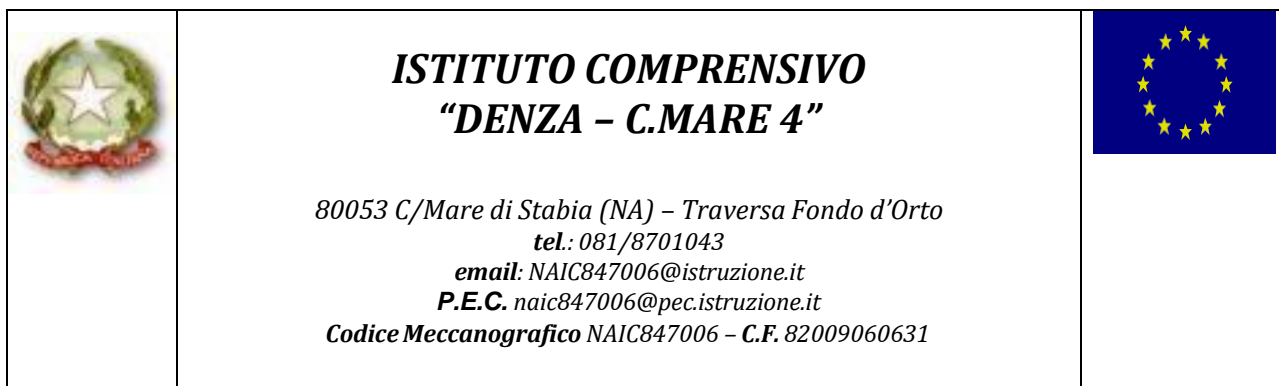 ISTITUTO COMPRENSIVO
“DENZA – C.MARE 4”
80053 C/Mare di Stabia (NA) – Traversa Fondo d’Orto
tel.: 081/8701043
email: NAIC847006@istruzione.it
P.E.C. naic847006@pec.istruzione.it
Codice Meccanografico NAIC847006 – C.F. 82009060631